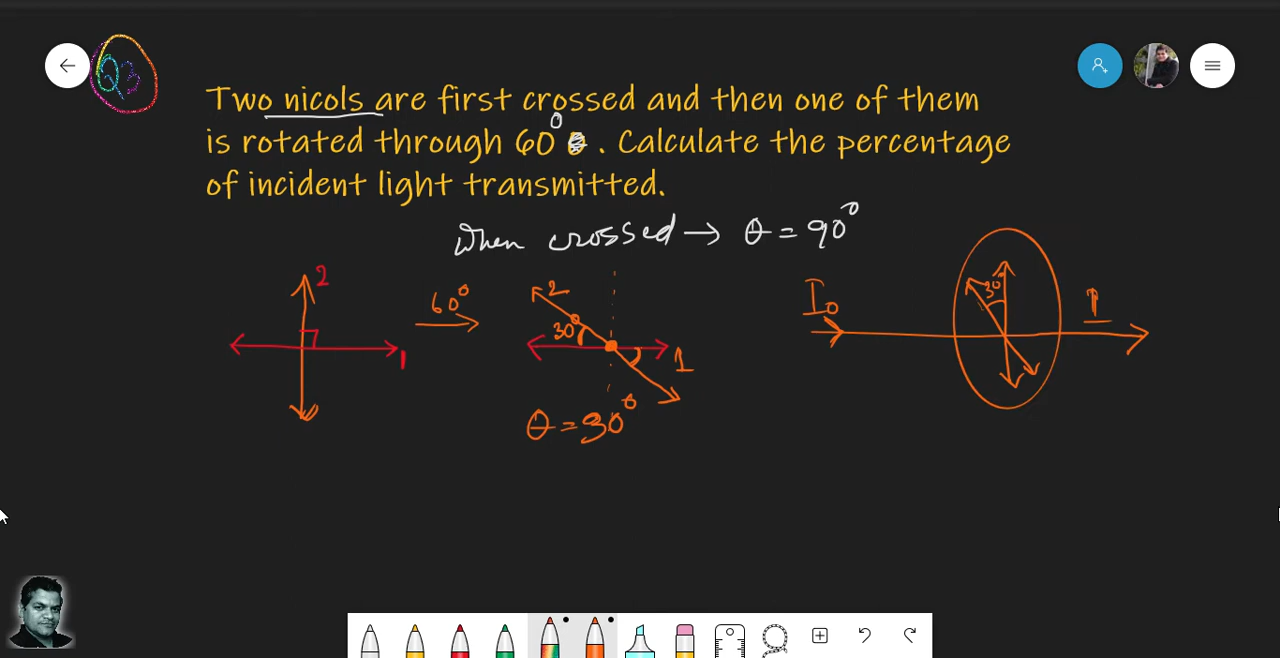 Q3
Two nicols are first crossed and then one of them
is rotated through 60° . Calculate the percentage
of incident light transmitted.
When crossed → θ = 90°
2
1
60°
2
30°
1
θ = 30°
I₀
30°
I